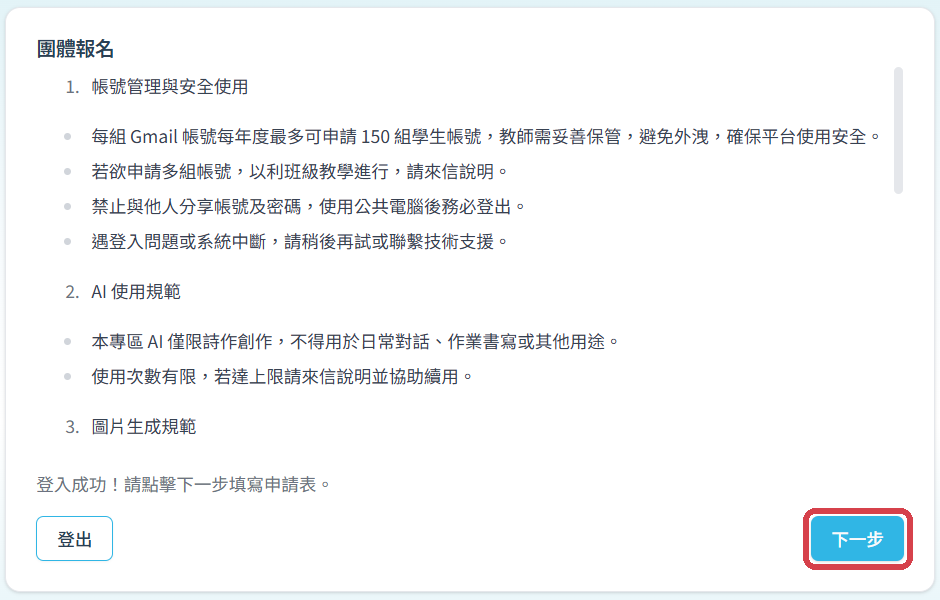 團體報名
1. 帳號管理與安全使用
• 每組 Gmail 帳號每年度最多可申請 150 組學生帳號，教師需妥善保管，避免外洩，確保平台使用安全。
• 若欲申請多組帳號，以利班級教學進行，請來信說明。
• 禁止與他人分享帳號及密碼，使用公共電腦後務必登出。
• 遇登入問題或系統中斷，請稍後再試或聯繫技術支援。
2. AI 使用規範
• 本專區 AI 僅限詩作創作，不得用於日常對話、作業書寫或其他用途。
• 使用次數有限，若達上限請來信說明並協助續用。
3. 圖片生成規範
登入成功！請點擊下一步填寫申請表。
登出
下一步